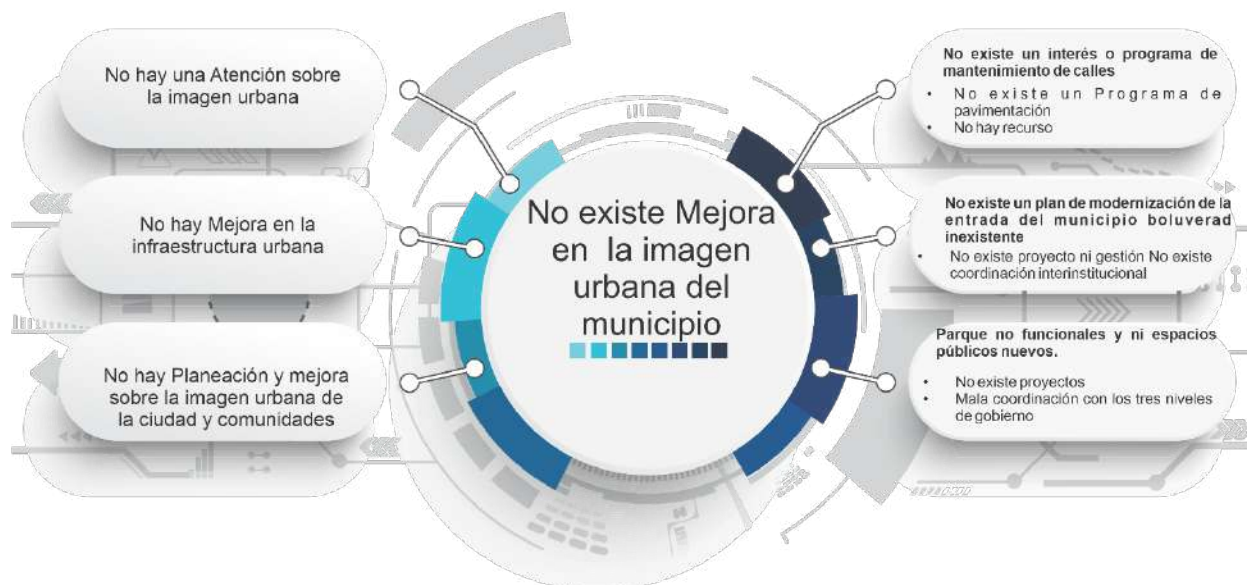 No hay una Atención sobre
la imagen urbana
No hay Mejora en la
infraestructura urbana
No hay Planeación y mejora
sobre la imagen urbana de
la ciudad y comunidades
No existe Mejora
en la imagen
urbana del
municipio
No existe un interés o programa de
mantenimiento de calles
• No existe un Programa de
pavimentación
• No hay recurso
No existe un plan de modernización de la
entrada del municipio boluverad
inexistente
• No existe proyecto ni gestión No existe
coordinación interinstitucional
Parque no funcionales y ni espacios
públicos nuevos.
• No existe proyectos
• Mala coordinación con los tres niveles
de gobierno